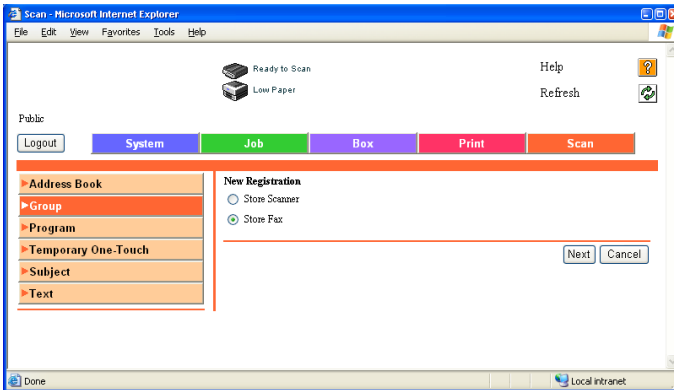 Scan - Microsoft Internet Explorer
File Edit View Favorites Tools Help
Ready to Scan
Help
?
Low Paper
Refresh
Public
Logout
System Job Box Print Scan
Address Book
Group
Program
Temporary One-Touch
Subject
Text
New Registration
Store Scanner
Store Fax
Next Cancel
Done
Local intranet